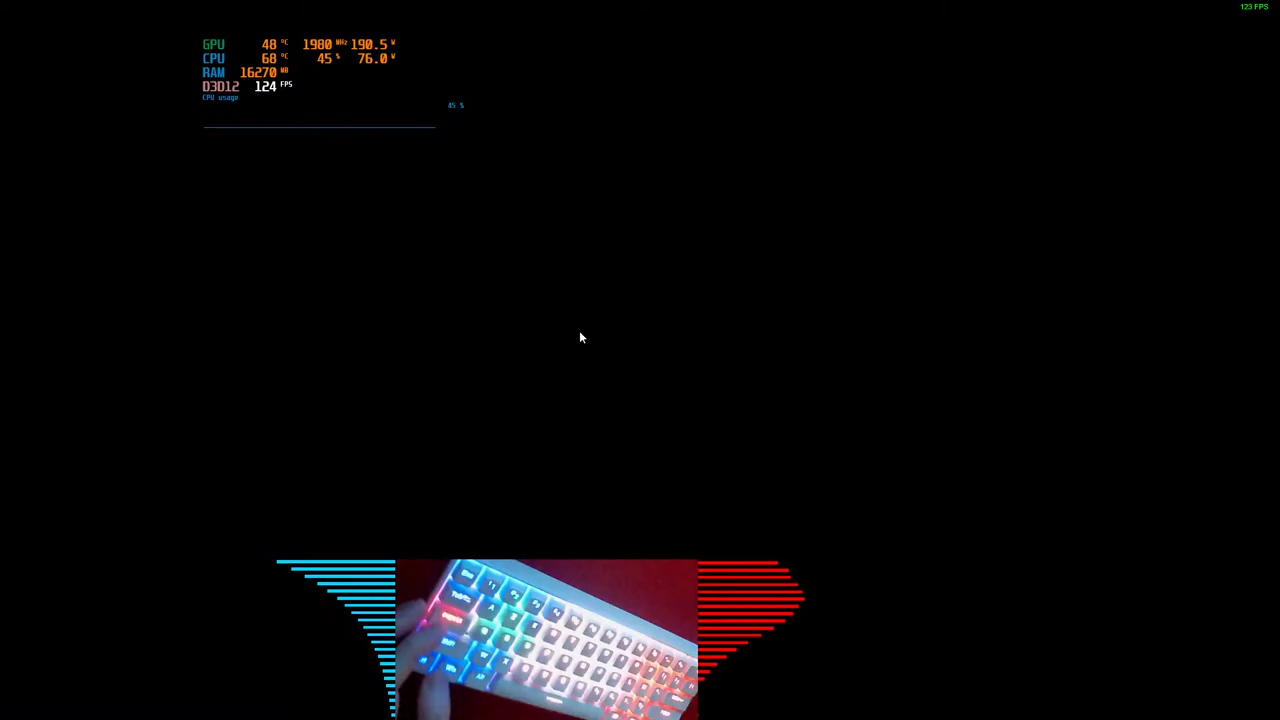 123 FPS
GPU 48 °C 1980 MHz 190.5 W
CPU 68 °C 45 % 76.0 W
RAM 16270 MB
D3D12 124 FPS
CPU usage
45 %